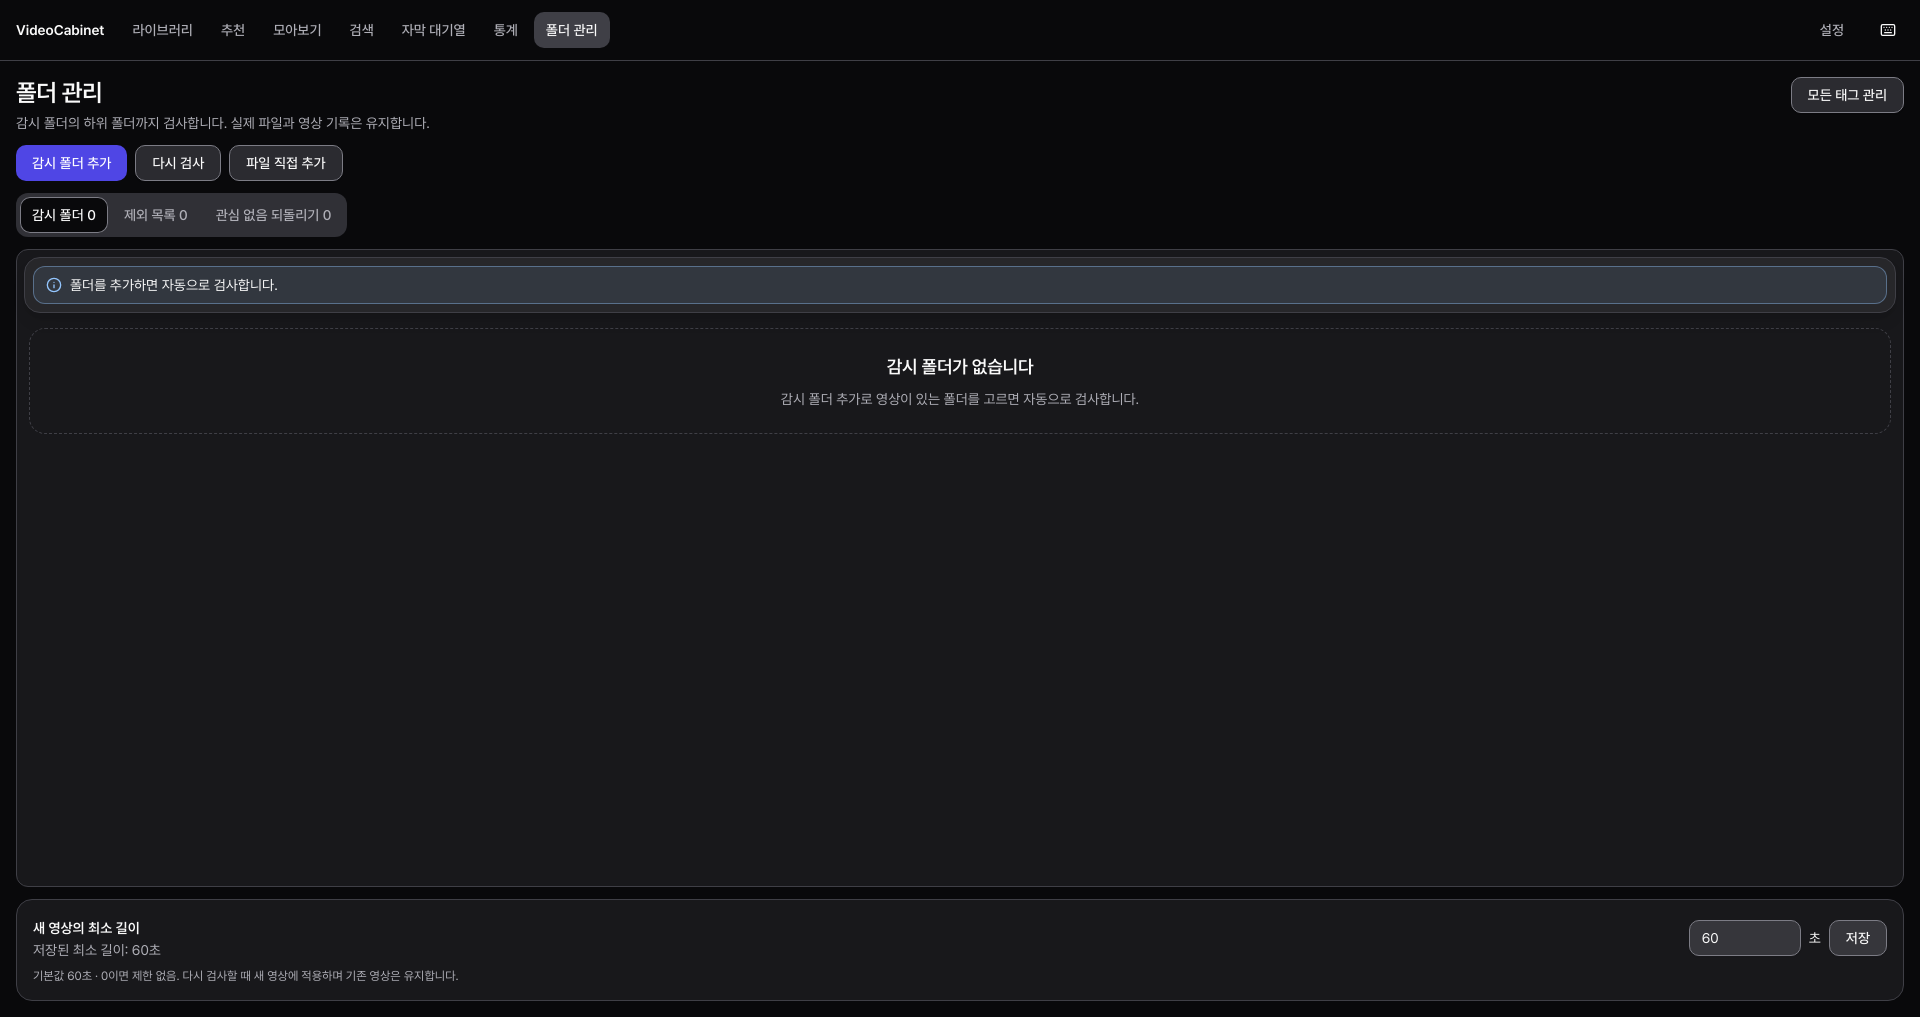 VideoCabinet 라이브러리 추천 모아보기 검색 자막 대기열 통계 폴더 관리 설정
폴더 관리
모든 태그 관리
감시 폴더의 하위 폴더까지 검사합니다. 실제 파일과 영상 기록은 유지합니다.
감시 폴더 추가 다시 검사 파일 직접 추가
감시 폴더 0 제외 목록 0 관심 없음 되돌리기 0
폴더를 추가하면 자동으로 검사합니다.
감시 폴더가 없습니다
감시 폴더 추가로 영상이 있는 폴더를 고르면 자동으로 검사합니다.
새 영상의 최소 길이
저장된 최소 길이: 60초
60 초 저장
기본값 60초 · 0이면 제한 없음. 다시 검사할 때 새 영상에 적용하며 기존 영상은 유지합니다.